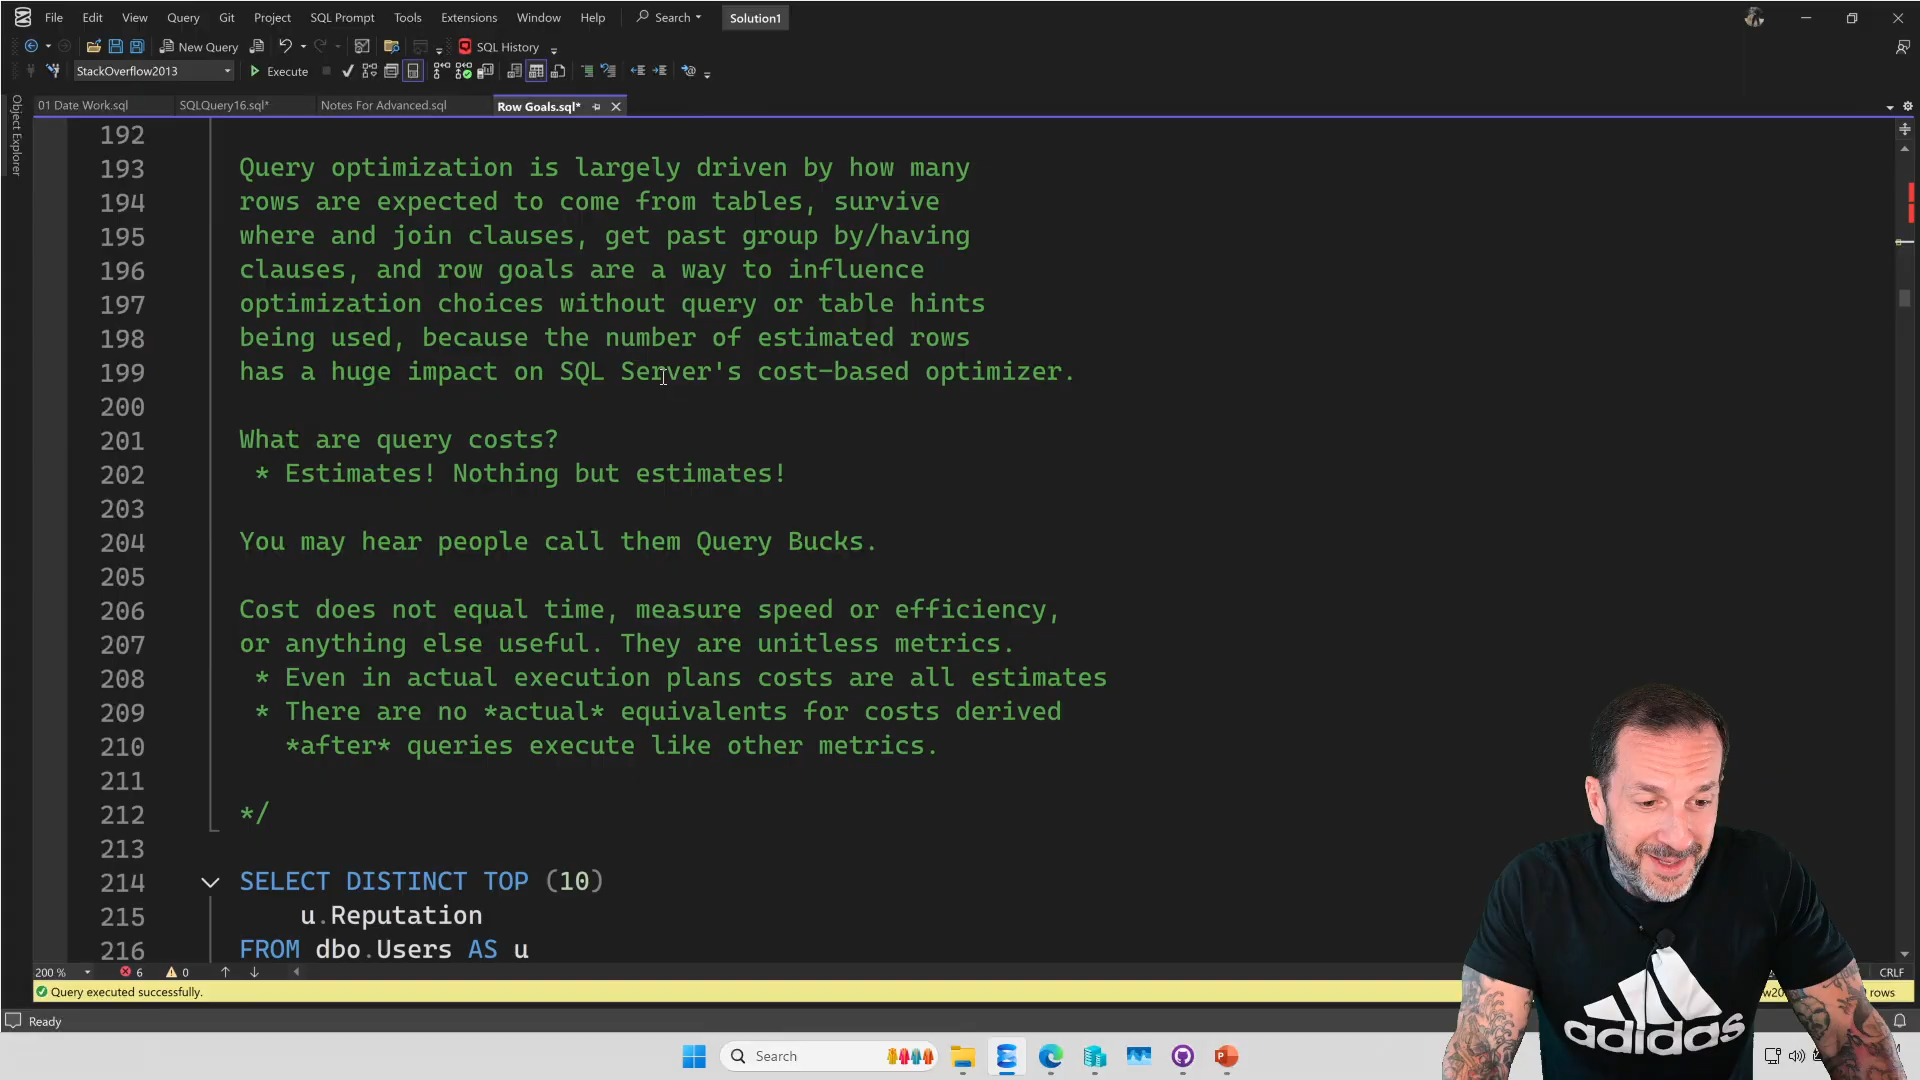 File Edit View Query Git Project SQL Prompt Tools Extensions Window Help Search Solution1
New Query SQL History
StackOverflow2013 Execute
01 Date Work.sql SQLQuery16.sql* Notes For Advanced.sql Row Goals.sql*
Object Explorer
192
193 Query optimization is largely driven by how many
194 rows are expected to come from tables, survive
195 where and join clauses, get past group by/having
196 clauses, and row goals are a way to influence
197 optimization choices without query or table hints
198 being used, because the number of estimated rows
199 has a huge impact on SQL Server's cost-based optimizer.
200
201 What are query costs?
202 * Estimates! Nothing but estimates!
203
204 You may hear people call them Query Bucks.
205
206 Cost does not equal time, measure speed or efficiency,
207 or anything else useful. They are unitless metrics.
208 * Even in actual execution plans costs are all estimates
209 * There are no *actual* equivalents for costs derived
210 *after* queries execute like other metrics.
211
212 */
213
214 SELECT DISTINCT TOP (10)
215 u.Reputation
216 FROM dbo.Users AS u
200 % 6 0 CRLF
Query executed successfully. rows
Ready
Search
adidas